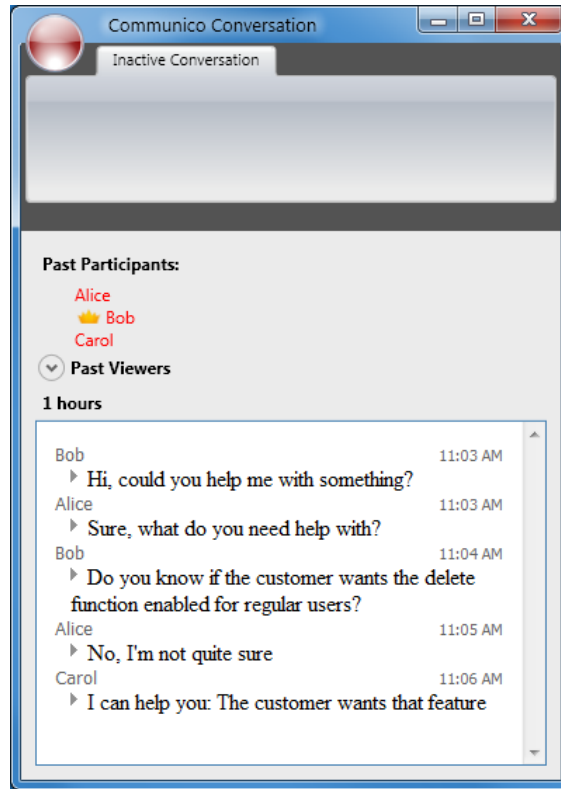 Communico Conversation
Inactive Conversation
Past Participants:
Alice
Bob
Carol
Past Viewers
1 hours
Bob 11:03 AM
Hi, could you help me with something?
Alice 11:03 AM
Sure, what do you need help with?
Bob 11:04 AM
Do you know if the customer wants the delete
function enabled for regular users?
Alice 11:05 AM
No, I'm not quite sure
Carol 11:06 AM
I can help you: The customer wants that feature